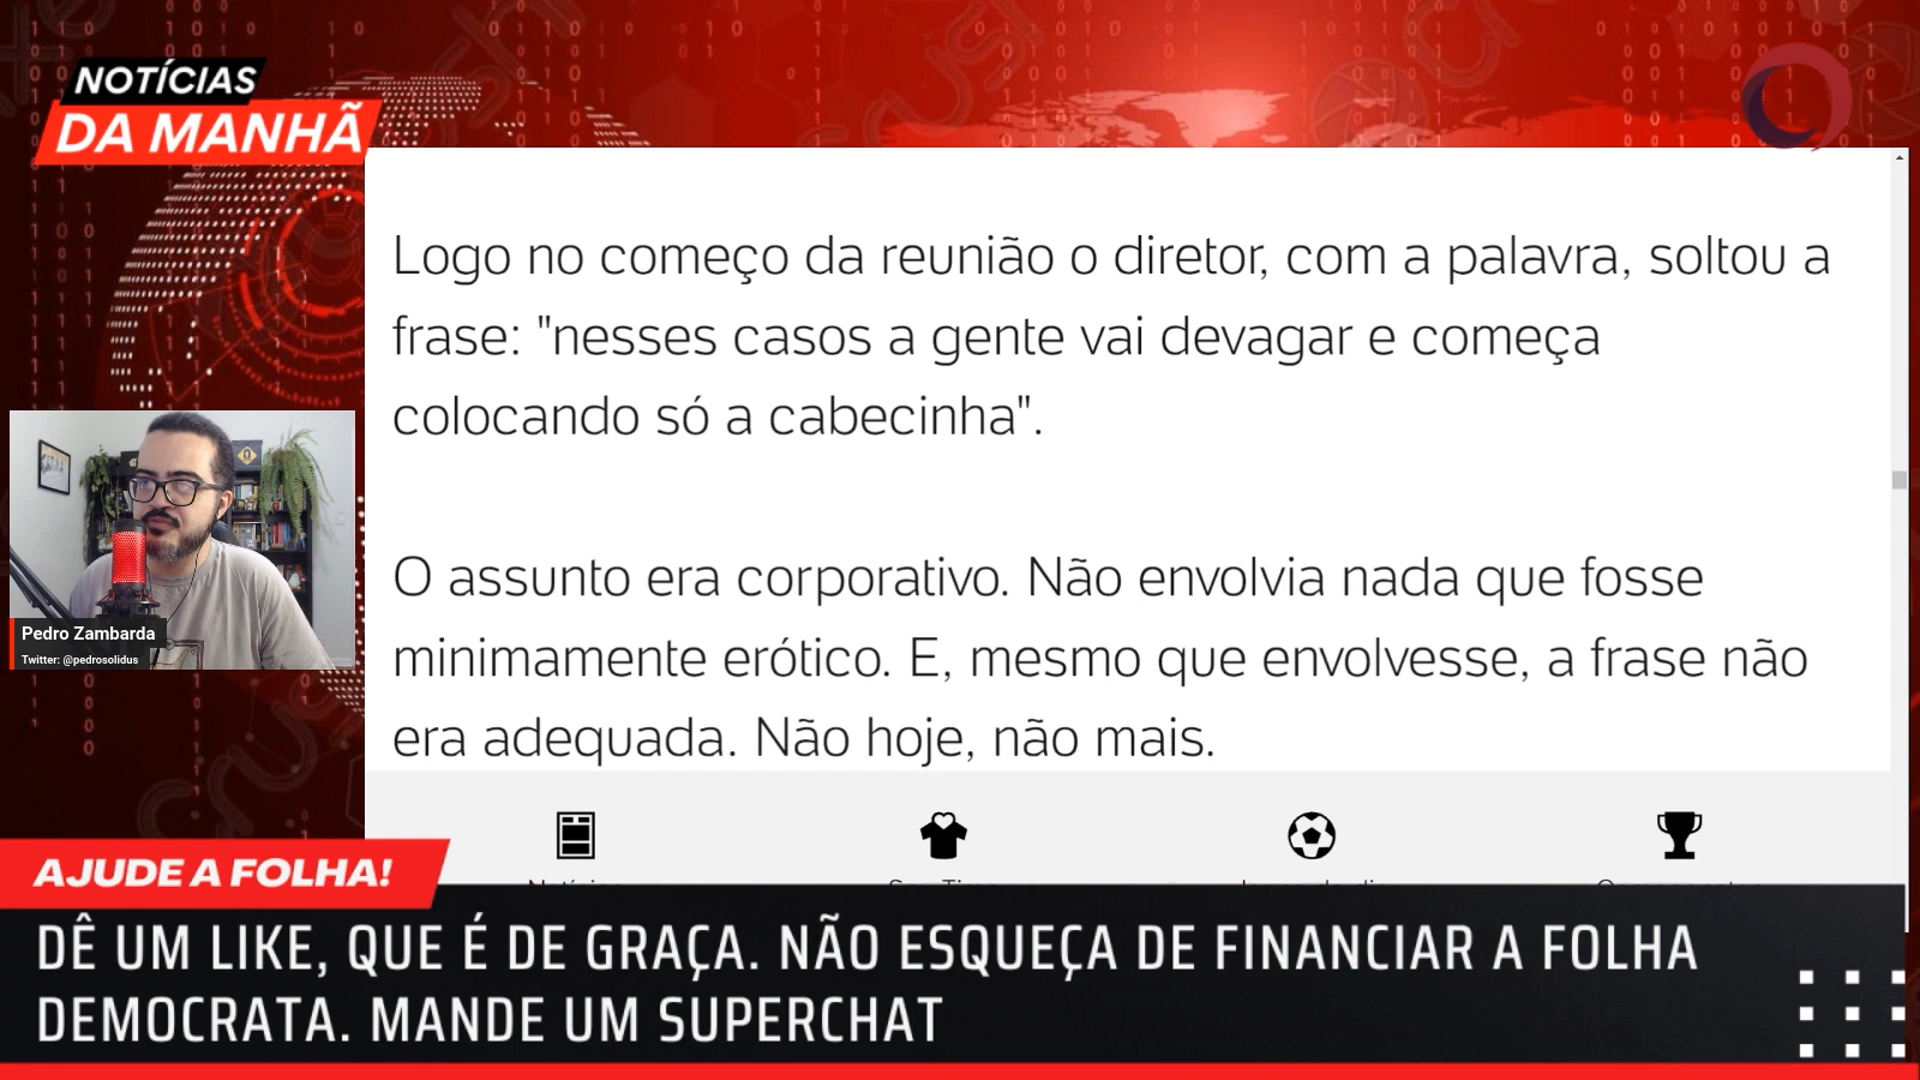 NOTÍCIAS
DA MANHÃ
Logo no começo da reunião o diretor, com a palavra, soltou a
frase: "nesses casos a gente vai devagar e começa
colocando só a cabecinha".
O assunto era corporativo. Não envolvia nada que fosse
minimamente erótico. E, mesmo que envolvesse, a frase não
era adequada. Não hoje, não mais.
Pedro Zambarda
Twitter: @pedrosolidus
AJUDE A FOLHA!
DÊ UM LIKE, QUE É DE GRAÇA. NÃO ESQUEÇA DE FINANCIAR A FOLHA
DEMOCRATA. MANDE UM SUPERCHAT